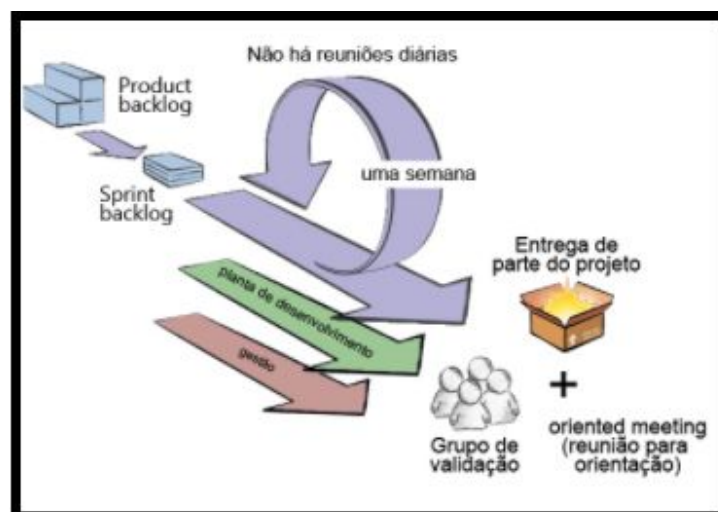 Não há reuniões diárias
Product
backlog
uma semana
Sprint
backlog
Entrega de
parte do projeto
planta de desenvolvimento
gestão
Grupo de
validação
+
oriented meeting
(reunião para
orientação)